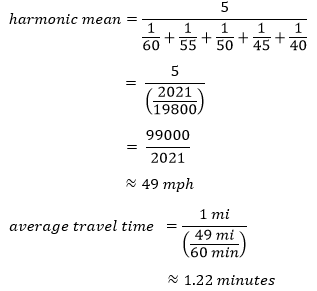 harmonic mean = 5 / (1/60 + 1/55 + 1/50 + 1/45 + 1/40)
= 5 / (2021/19800)
= 99000 / 2021
≈ 49 mph
average travel time = 1 mi / (49 mi / 60 min)
≈ 1.22 minutes